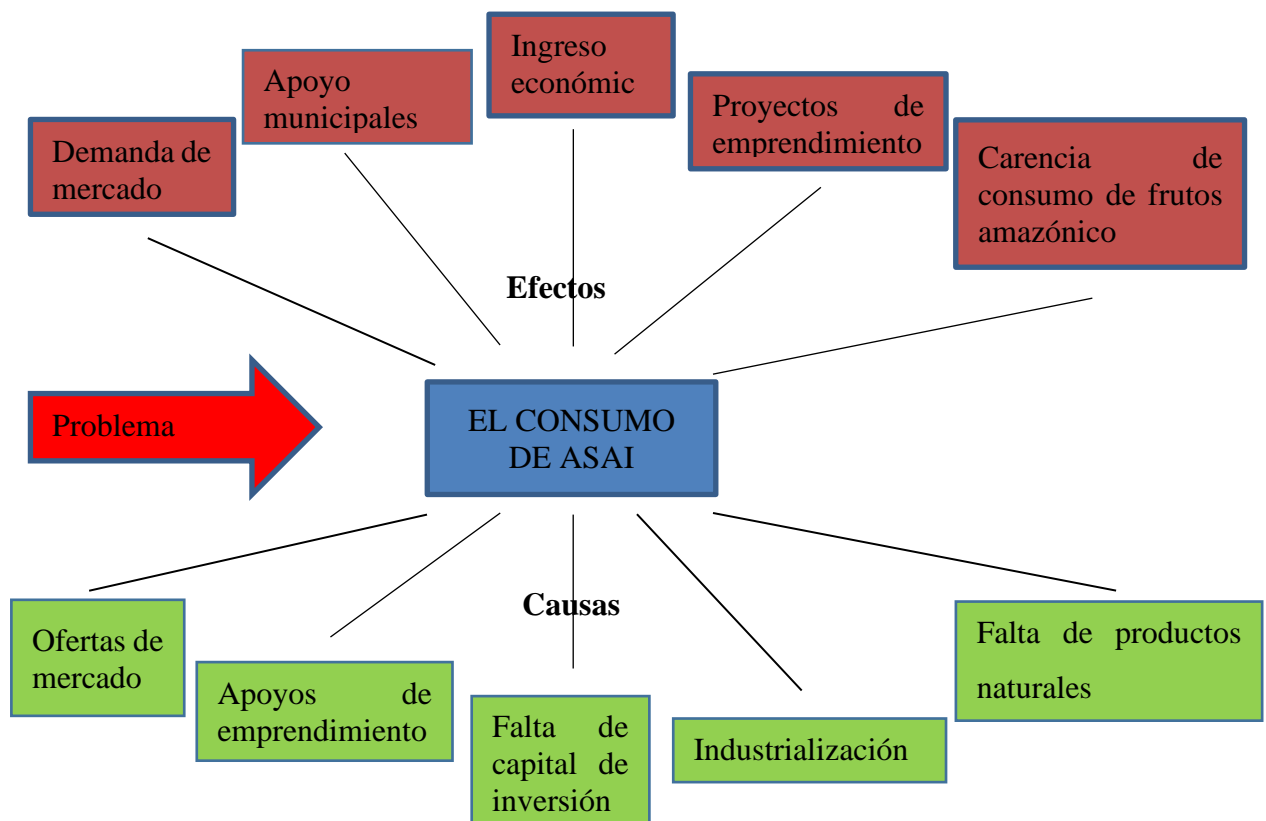 Ingreso
económic
Apoyo
municipales
Proyectos de
emprendimiento
Demanda de
mercado
Carencia de
consumo de frutos
amazónico
Efectos
Problema
EL CONSUMO
DE ASAI
Causas
Ofertas de
mercado
Apoyos de
emprendimiento
Falta de
capital de
inversión
Industrialización
Falta de productos
naturales